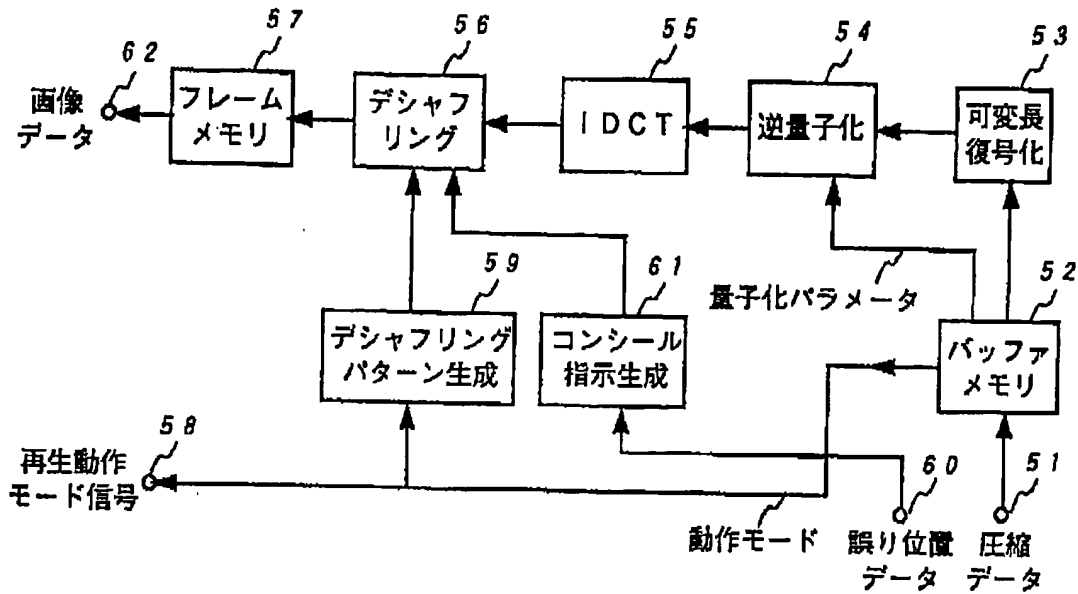 57
56
55
54
53
62
画像
データ
フレーム
メモリ
デシャフ
リング
IDCT
逆量子化
可変長
復号化
59
61
量子化パラメータ
52
デシャフリング
パターン生成
コンシール
指示生成
バッファ
メモリ
58
再生動作
モード信号
60
51
動作モード
誤り位置
データ
圧縮
データ